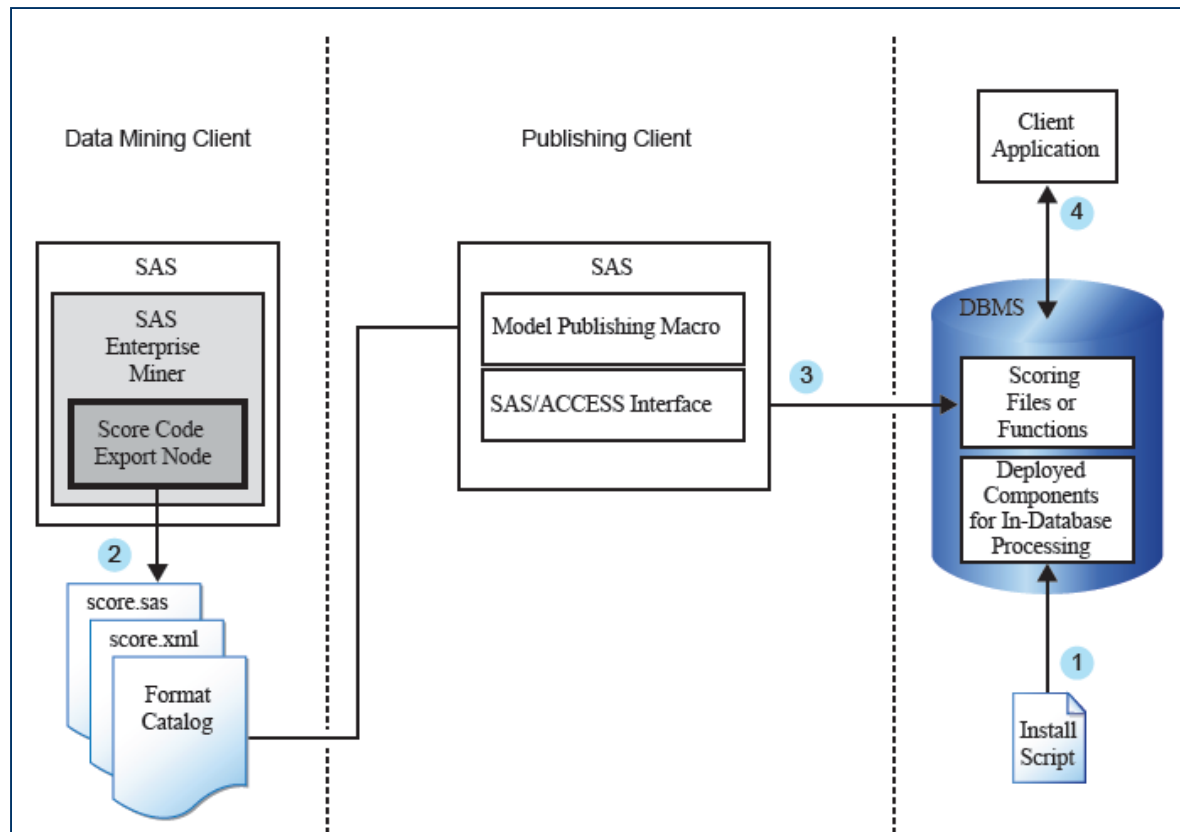 Data Mining Client
SAS
SAS
Enterprise
Miner
Score Code
Export Node
2
score.sas
score.xml
Format
Catalog
Publishing Client
SAS
Model Publishing Macro
SAS/ACCESS Interface
3
Client
Application
4
DBMS
Scoring
Files or
Functions
Deployed
Components
for In-Database
Processing
1
Install
Script